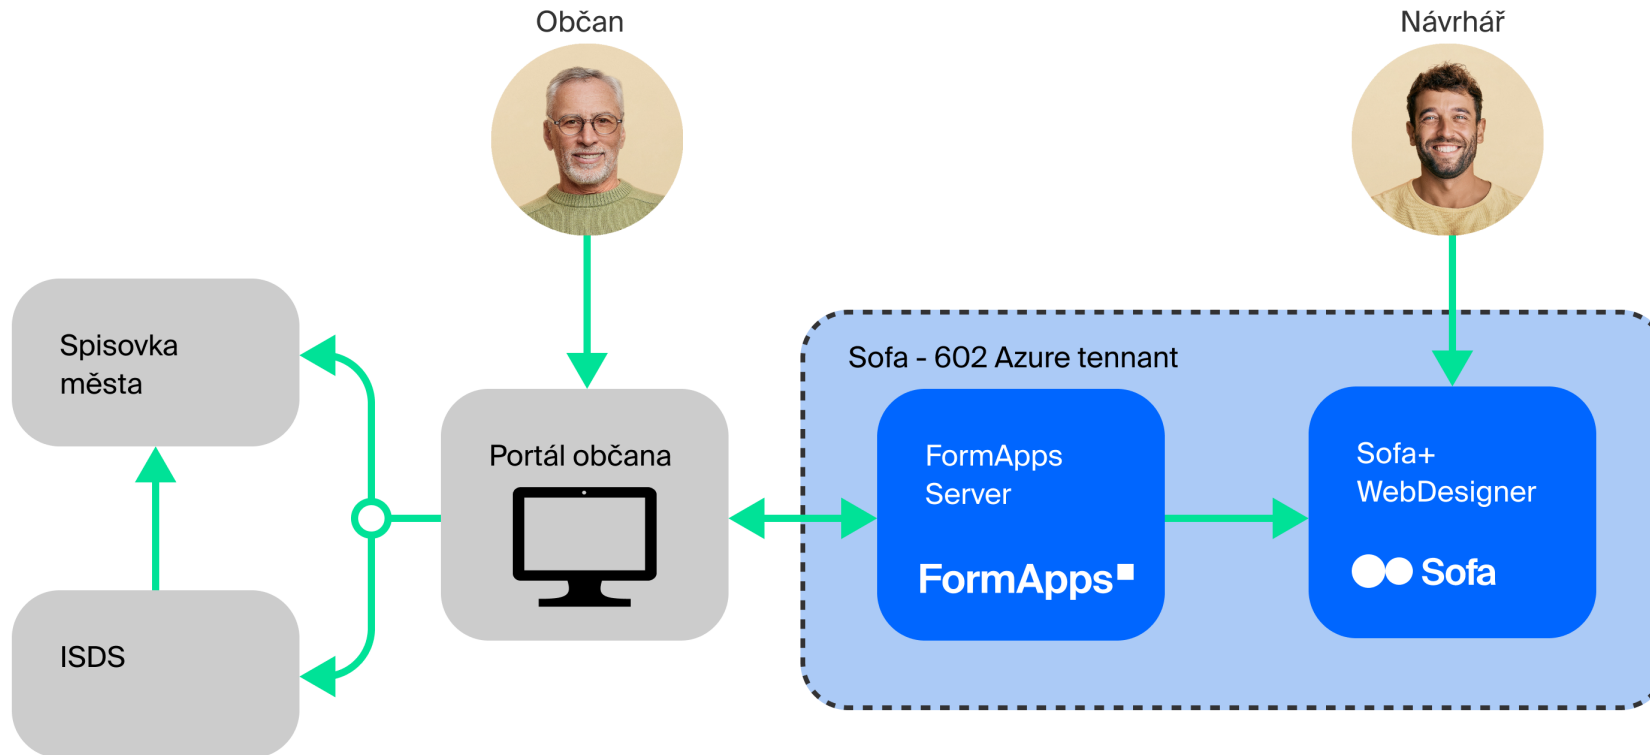 Občan
Návrhář
Spisovka
města
Sofa - 602 Azure tennant
Portál občana
FormApps
Server
FormApps
Sofa+
WebDesigner
Sofa
ISDS